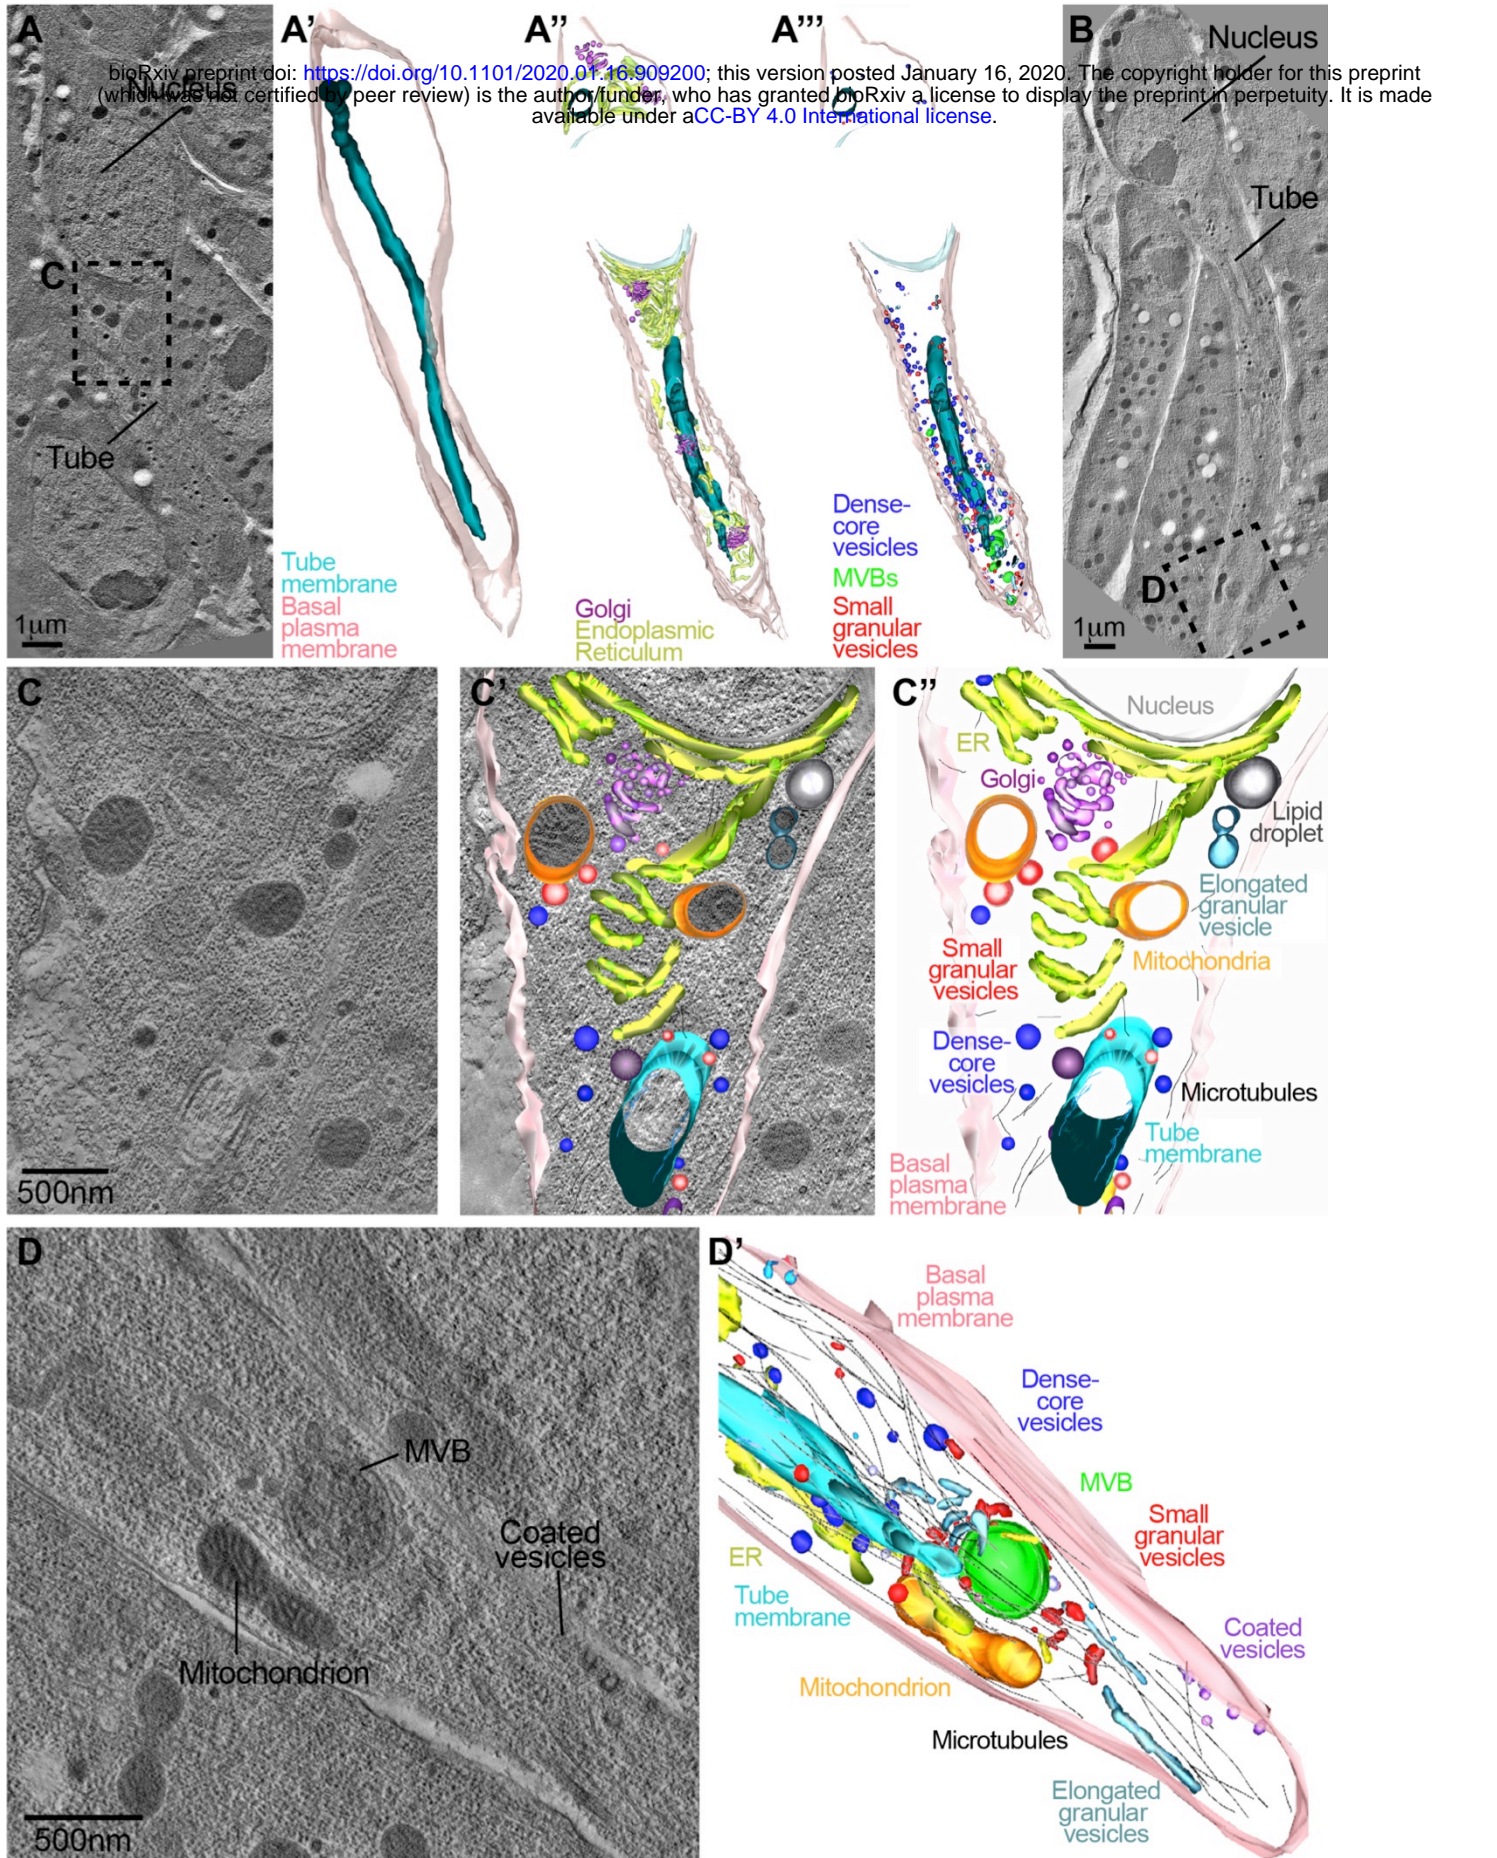 A
A’
A’’
A’’’
B
Nucleus
bioRxiv preprint doi: https://doi.org/10.1101/2020.01.16.909200; this version posted January 16, 2020. The copyright holder for this preprint
(which was not certified by peer review) is the author/funder, who has granted bioRxiv a license to display the preprint in perpetuity. It is made
available under aCC-BY 4.0 International license.
Nucleus
Tube
C
Tube
1µm
Tube
membrane
Basal
plasma
membrane
Golgi
Endoplasmic
Reticulum
Dense-
core
vesicles
MVBs
Small
granular
vesicles
D
1µm
C
500nm
C’
C’’
Nucleus
ER
Golgi
Lipid
droplet
Elongated
granular
vesicle
Small
granular
vesicles
Mitochondria
Dense-
core
vesicles
Microtubules
Tube
membrane
Basal
plasma
membrane
D
MVB
Coated
vesicles
Mitochondrion
500nm
D’
Basal
plasma
membrane
Dense-
core
vesicles
MVB
Small
granular
vesicles
ER
Tube
membrane
Coated
vesicles
Mitochondrion
Microtubules
Elongated
granular
vesicles